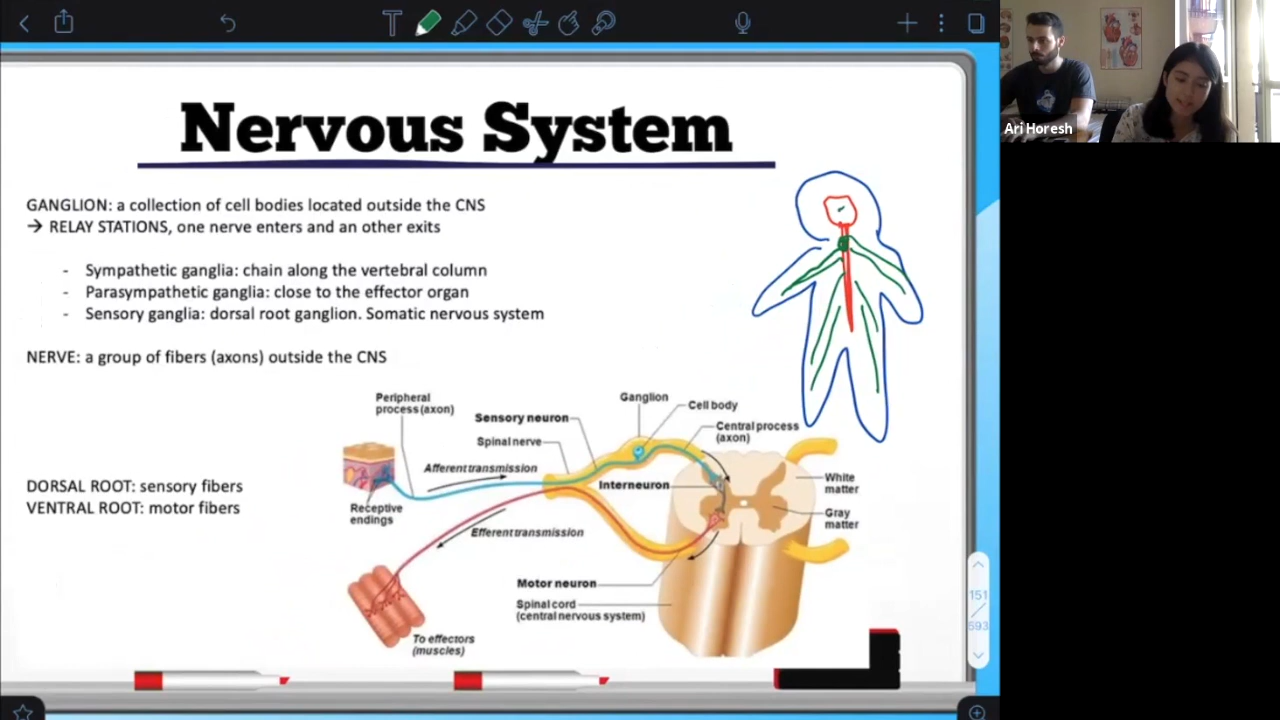 Nervous System
GANGLION: a collection of cell bodies located outside the CNS
→ RELAY STATIONS, one nerve enters and an other exits
- Sympathetic ganglia: chain along the vertebral column
- Parasympathetic ganglia: close to the effector organ
- Sensory ganglia: dorsal root ganglion. Somatic nervous system
NERVE: a group of fibers (axons) outside the CNS
Peripheral
process (axon)
Ganglion
Cell body
Sensory neuron
Central process
(axon)
Spinal nerve
Afferent transmission
Interneuron
White
matter
Receptive
endings
Gray
matter
Efferent transmission
DORSAL ROOT: sensory fibers
VENTRAL ROOT: motor fibers
Motor neuron
Spinal cord
(central nervous system)
To effectors
(muscles)
151
593
Ari Horesh